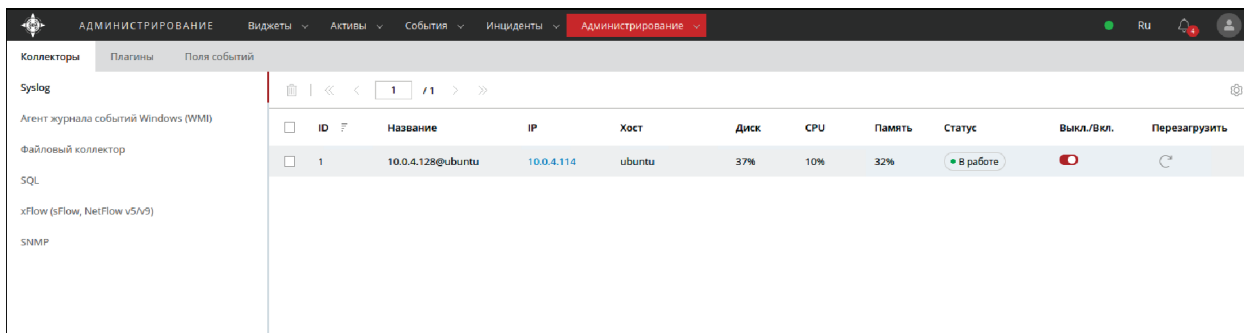 АДМИНИСТРИРОВАНИЕ Виджеты Активы События Инциденты Администрирование Ru 4
Коллекторы Плагины Поля событий
Syslog 1 / 1
Агент журнала событий Windows (WMI)
Файловый коллектор
SQL
xFlow (sFlow, NetFlow v5/v9)
SNMP
ID Название IP Хост Диск CPU Память Статус Выкл./Вкл. Перезагрузить
1 10.0.4.128@ubuntu 10.0.4.114 ubuntu 37% 10% 32% В работе